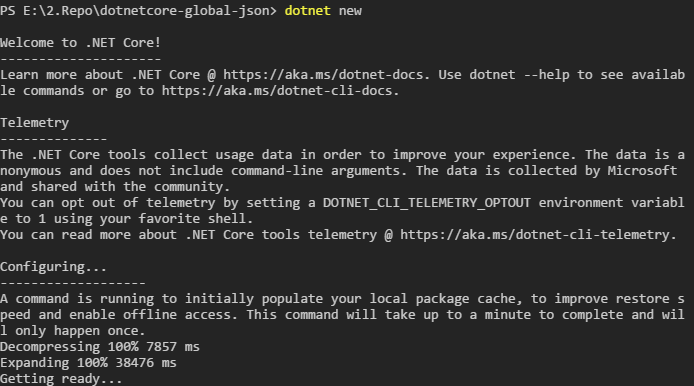 PS E:\2.Repo\dotnetcore-global-json> dotnet new
Welcome to .NET Core!
---------------------
Learn more about .NET Core @ https://aka.ms/dotnet-docs. Use dotnet --help to see availab
le commands or go to https://aka.ms/dotnet-cli-docs.
Telemetry
--------------
The .NET Core tools collect usage data in order to improve your experience. The data is a
nonymous and does not include command-line arguments. The data is collected by Microsoft
and shared with the community.
You can opt out of telemetry by setting a DOTNET_CLI_TELEMETRY_OPTOUT environment variabl
e to 1 using your favorite shell.
You can read more about .NET Core tools telemetry @ https://aka.ms/dotnet-cli-telemetry.
Configuring...
-------------------
A command is running to initially populate your local package cache, to improve restore s
peed and enable offline access. This command will take up to a minute to complete and wil
l only happen once.
Decompressing 100% 7857 ms
Expanding 100% 38476 ms
Getting ready...